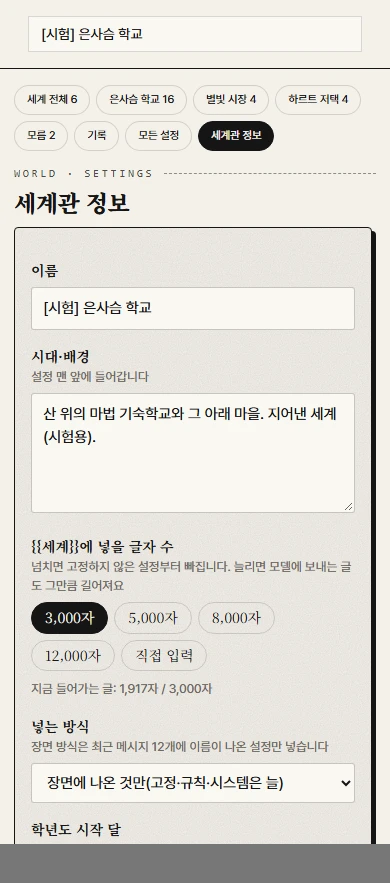 [시험] 은사슴 학교
세계 전체 6
은사슴 학교 16
별빛 시장 4
하르트 저택 4
모름 2
기록
모든 설정
세계관 정보
WORLD · SETTINGS
세계관 정보
이름
[시험] 은사슴 학교
시대·배경
설정 맨 앞에 들어갑니다
산 위의 마법 기숙학교와 그 아래 마을. 지어낸 세계
(시험용).
{{세계}}에 넣을 글자 수
넘치면 고정하지 않은 설정부터 빠집니다. 늘리면 모델에 보내는 글
도 그만큼 길어져요
3,000자
5,000자
8,000자
12,000자
직접 입력
지금 들어가는 글: 1,917자 / 3,000자
넣는 방식
장면 방식은 최근 메시지 12개에 이름이 나온 설정만 넣습니다
장면에 나온 것만(고정·규칙·시스템은 늘)
학년도 시작 달